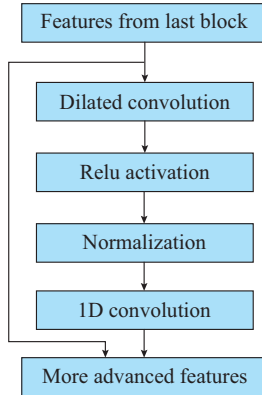 Features from last block
Dilated convolution
Relu activation
Normalization
1D convolution
More advanced features